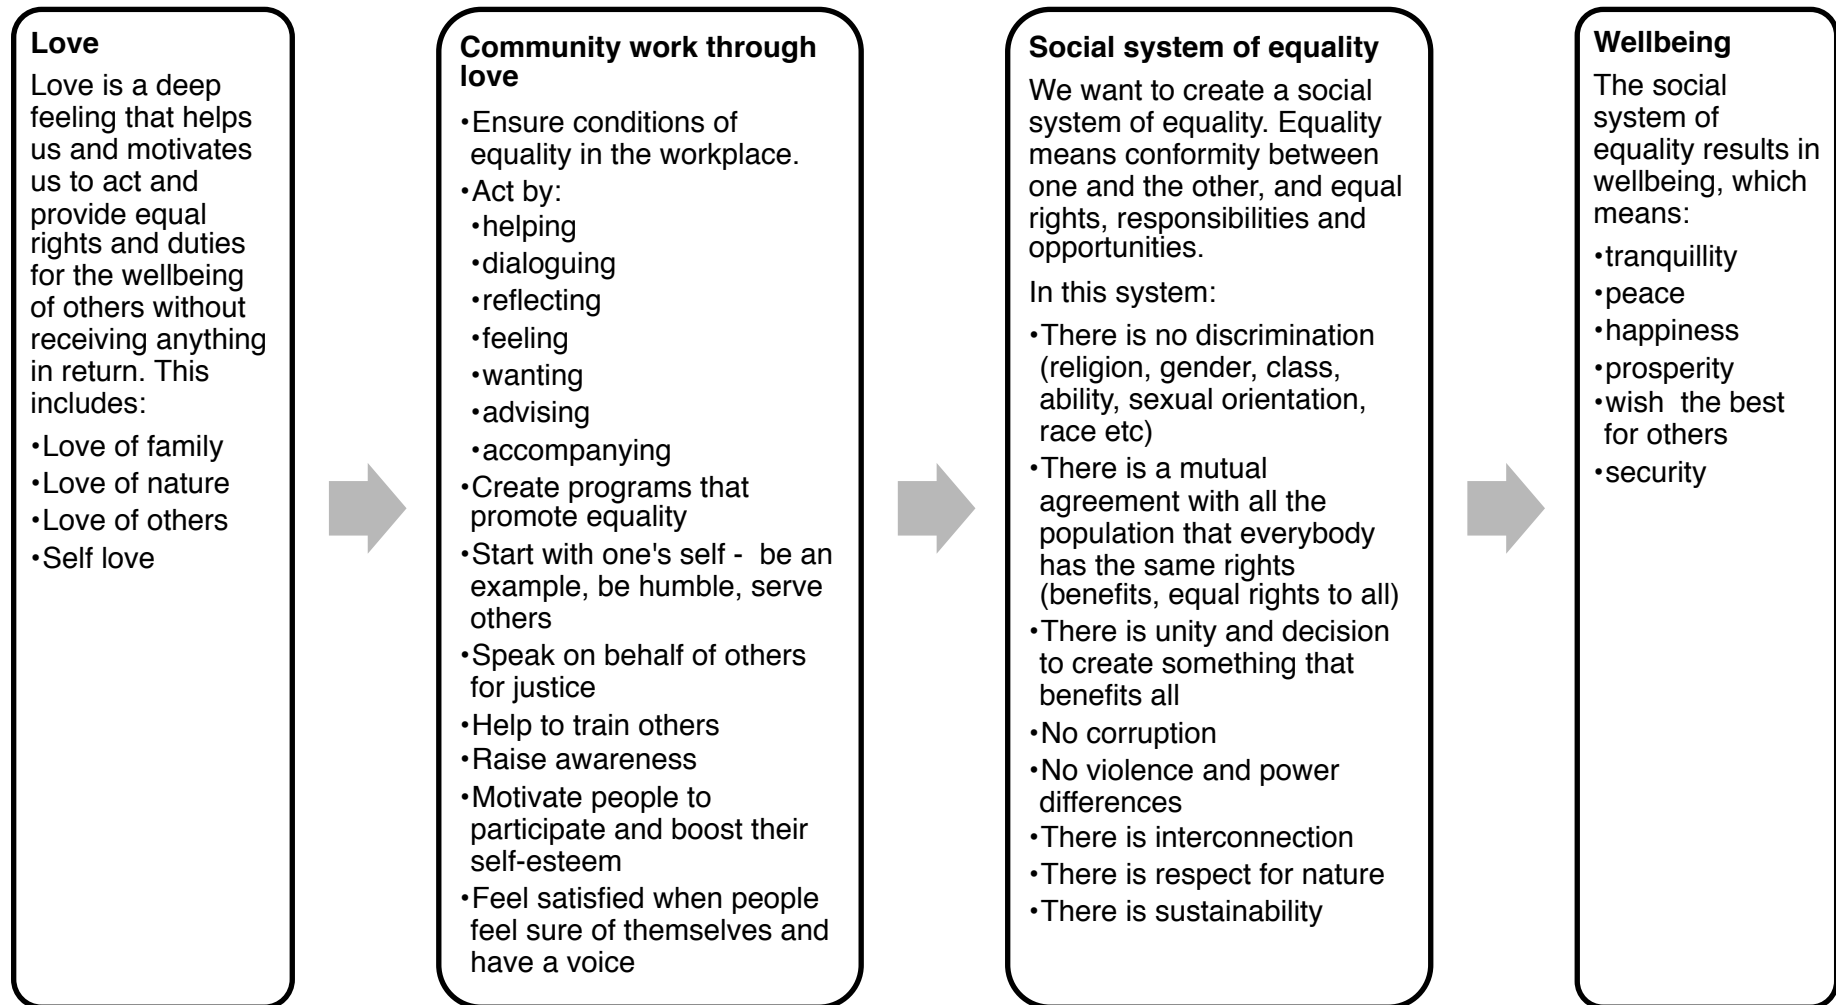 Love
Love is a deep
feeling that helps
us and motivates
us to act and
provide equal
rights and duties
for the wellbeing
of others without
receiving anything
in return. This
includes:
•Love of family
•Love of nature
•Love of others
•Self love
Community work through
love
•Ensure conditions of
equality in the workplace.
•Act by:
•helping
•dialoguing
•reflecting
•feeling
•wanting
•advising
•accompanying
•Create programs that
promote equality
•Start with one's self -  be an
example, be humble, serve
others
•Speak on behalf of others
for justice
•Help to train others
•Raise awareness
•Motivate people to
participate and boost their
self-esteem
•Feel satisfied when people
feel sure of themselves and
have a voice
Social system of equality
We want to create a social
system of equality. Equality
means conformity between
one and the other, and equal
rights, responsibilities and
opportunities.
In this system:
•There is no discrimination
(religion, gender, class,
ability, sexual orientation,
race etc)
•There is a mutual
agreement with all the
population that everybody
has the same rights
(benefits, equal rights to all)
•There is unity and decision
to create something that
benefits all
•No corruption
•No violence and power
differences
•There is interconnection
•There is respect for nature
•There is sustainability
Wellbeing
The social
system of
equality results in
wellbeing, which
means:
•tranquillity
•peace
•happiness
•prosperity
•wish  the best
for others
•security